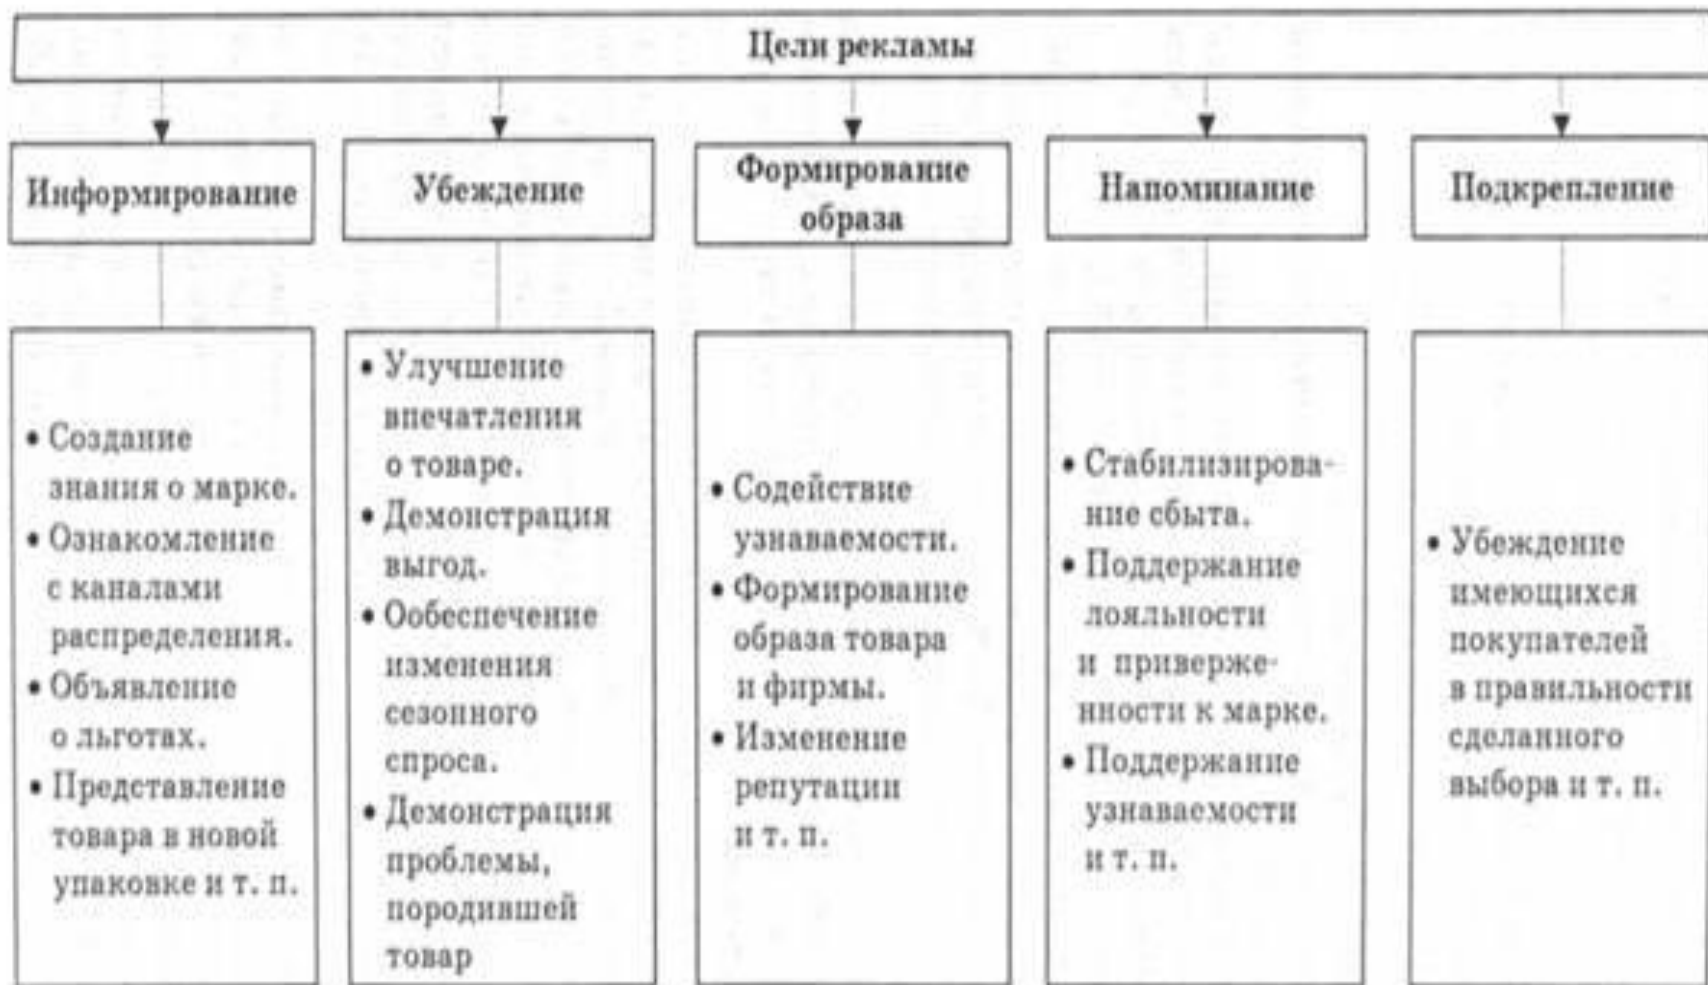 Цели рекламы
Информирование
Убеждение
Формирование
образа
Напоминание
Подкрепление
• Создание
знания о марке.
• Ознакомление
с каналами
распределения.
• Объявление
о льготах.
• Представление
товара в новой
упаковке и т. п.
• Улучшение
впечатления
о товаре.
• Демонстрация
выгод.
• Ообеспечение
изменения
сезонного
спроса.
• Демонстрация
проблемы,
породившей
товар
• Содействие
узнаваемости.
• Формирование
образа товара
и фирмы.
• Изменение
репутации
и т. п.
• Стабилизирова-
ние сбыта.
• Поддержание
лояльности
и приверже-
нности к марке.
• Поддержание
узнаваемости
и т. п.
• Убеждение
имеющихся
покупателей
в правильности
сделанного
выбора и т. п.